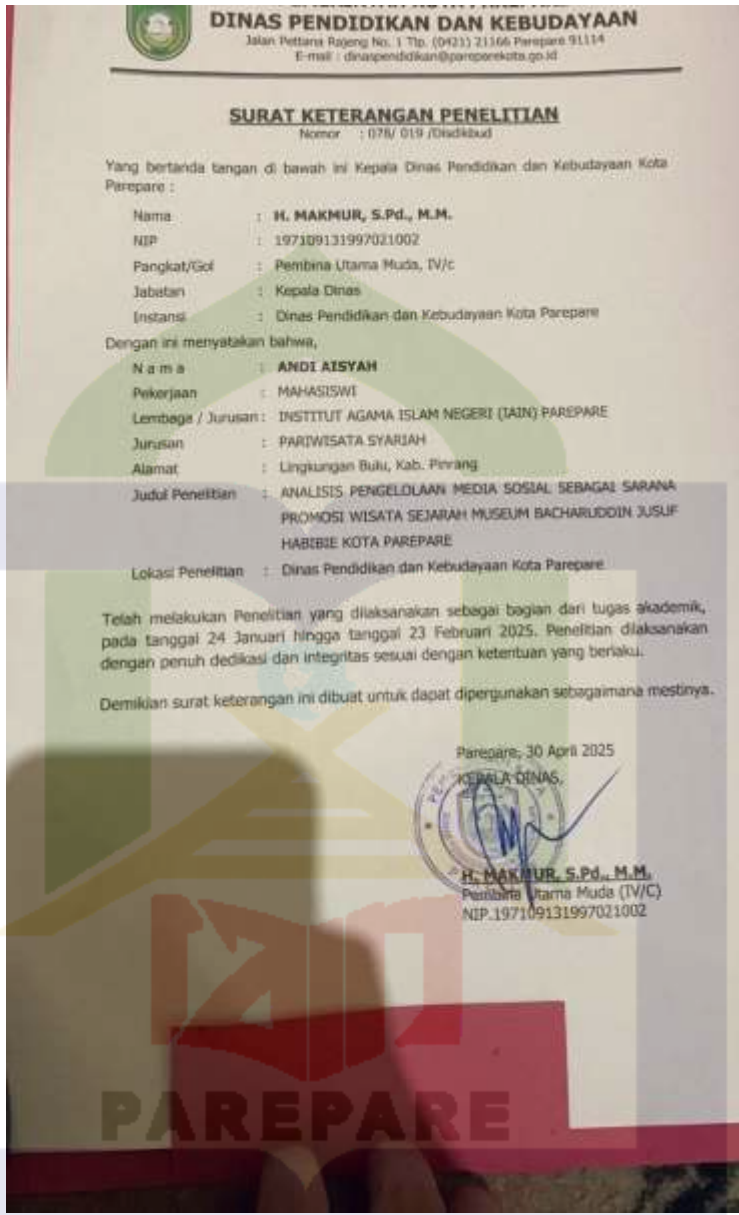 DINAS PENDIDIKAN DAN KEBUDAYAAN
Jalan Pettana Rajeng No. 1 Tlp. (0421) 21166 Parepare 91114
E-mail : dinaspendidikan@pareparekota.go.id
SURAT KETERANGAN PENELITIAN
Nomor : 078/ 019 /Disdikbud
Yang bertanda tangan di bawah ini Kepala Dinas Pendidikan dan Kebudayaan Kota
Parepare :
Nama : H. MAKMUR, S.Pd., M.M.
NIP : 197109131997021002
Pangkat/Gol : Pembina Utama Muda, IV/c
Jabatan : Kepala Dinas
Instansi : Dinas Pendidikan dan Kebudayaan Kota Parepare
Dengan ini menyatakan bahwa,
N a m a : ANDI AISYAH
Pekerjaan : MAHASISWI
Lembaga / Jurusan : INSTITUT AGAMA ISLAM NEGERI (IAIN) PAREPARE
Jurusan : PARIWISATA SYARIAH
Alamat : Lingkungan Bulu, Kab. Pinrang
Judul Penelitian : ANALISIS PENGELOLAAN MEDIA SOSIAL SEBAGAI SARANA
PROMOSI WISATA SEJARAH MUSEUM BACHARUDDIN JUSUF
HABIBIE KOTA PAREPARE
Lokasi Penelitian : Dinas Pendidikan dan Kebudayaan Kota Parepare
Telah melakukan Penelitian yang dilaksanakan sebagai bagian dari tugas akademik,
pada tanggal 24 Januari hingga tanggal 23 Februari 2025. Penelitian dilaksanakan
dengan penuh dedikasi dan integritas sesuai dengan ketentuan yang berlaku.
Demikian surat keterangan ini dibuat untuk dapat dipergunakan sebagaimana mestinya.
Parepare, 30 April 2025
KEPALA DINAS,
H. MAKMUR, S.Pd., M.M.
Pembina Utama Muda (IV/C)
NIP.197109131997021002
PAREPARE